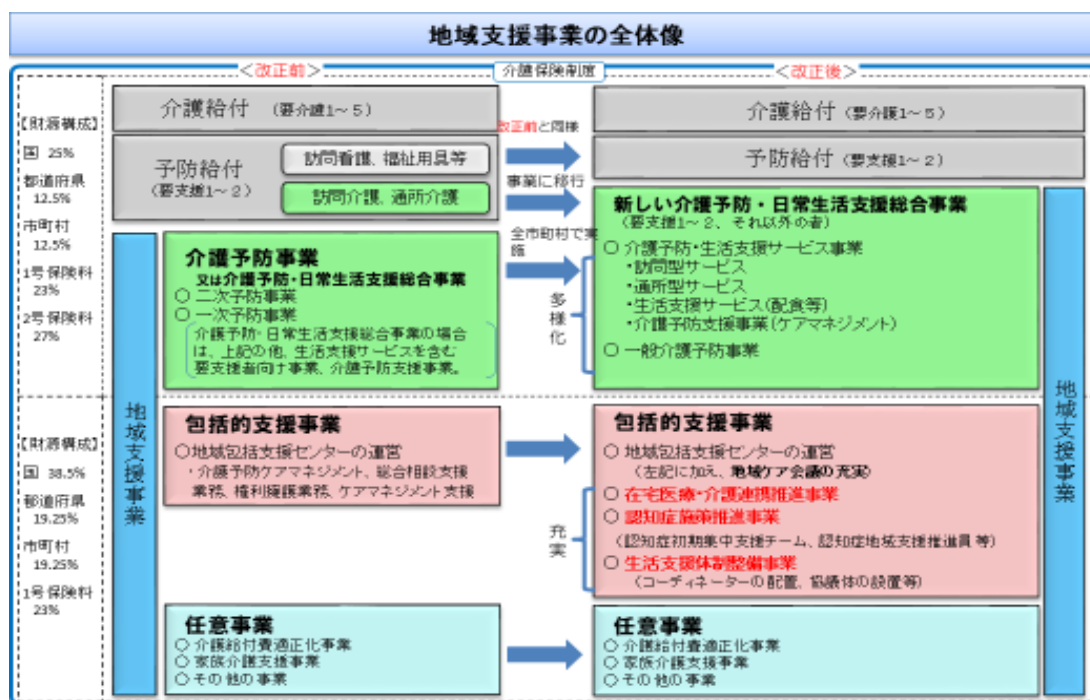 地域支援事業の全体像
＜改正前＞
介護保険制度
＜改正後＞
【財源構成】
国 25%
都道府県
12.5%
市町村
12.5%
1号保険料
23%
2号保険料
27%
介護給付 （要介護1～5）
予防給付
（要支援1～2）
訪問看護、福祉用具等
訪問介護、通所介護
改正前と同様
事業に移行
全市町村で実
施
多
様
化
介護給付（要介護1～5）
予防給付（要支援1～2）
介護予防事業
又は介護予防・日常生活支援総合事業
○ 二次予防事業
○ 一次予防事業
介護予防・日常生活支援総合事業の場合
は、上記の他、生活支援サービスを含む
要支援者向け事業、介護予防支援事業。
新しい介護予防・日常生活支援総合事業
（要支援1～2、それ以外の者）
○ 介護予防・生活支援サービス事業
・訪問型サービス
・通所型サービス
・生活支援サービス（配食等）
・介護予防支援事業（ケアマネジメント）
○ 一般介護予防事業
【財源構成】
国 38.5%
都道府県
19.25%
市町村
19.25%
1号保険料
23%
地域支援事業
包括的支援事業
○地域包括支援センターの運営
・介護予防ケアマネジメント、総合相談支援
業務、権利擁護業務、ケアマネジメント支援
充
実
包括的支援事業
○ 地域包括支援センターの運営
（左記に加え、地域ケア会議の充実）
○ 在宅医療・介護連携推進事業
○ 認知症施策推進事業
（認知症初期集中支援チーム、認知症地域支援推進員 等）
○ 生活支援体制整備事業
（コーディネーターの配置、協議体の設置等）
地域支援事業
任意事業
○ 介護給付費適正化事業
○ 家族介護支援事業
○ その他の事業
任意事業
○ 介護給付費適正化事業
○ 家族介護支援事業
○ その他の事業